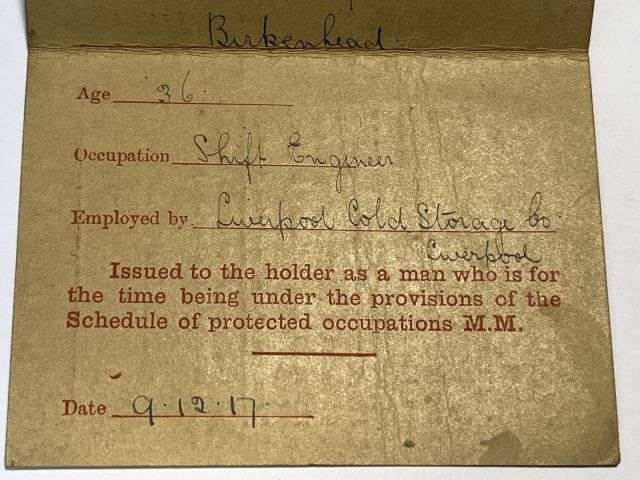 Birkenhead.
Age 36.
Occupation Shift Engineer
Employed by Liverpool Cold Storage Co
Liverpool
Issued to the holder as a man who is for
the time being under the provisions of the
Schedule of protected occupations M.M.
Date 9.12.17.